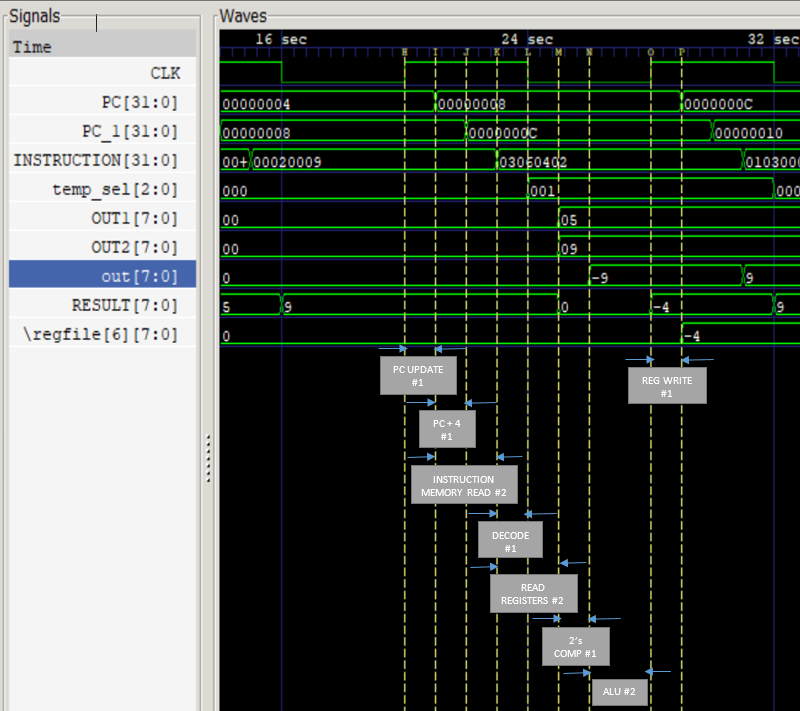 Signals
Waves
Time
16 sec
24 sec
32 sec
H I J K L M N O P
CLK
PC[31:0]
00000004
00000008
0000000C
PC_1[31:0]
00000008
0000000C
00000010
INSTRUCTION[31:0]
00+
00020009
03060402
0103000
temp_sel[2:0]
000
001
000
OUT1[7:0]
00
05
OUT2[7:0]
00
09
out[7:0]
0
-9
9
RESULT[7:0]
5
9
0
-4
9
\regfile[6][7:0]
0
-4
PC UPDATE
#1
REG WRITE
#1
PC + 4
#1
INSTRUCTION
MEMORY READ #2
DECODE
#1
READ
REGISTERS #2
2's
COMP #1
ALU #2